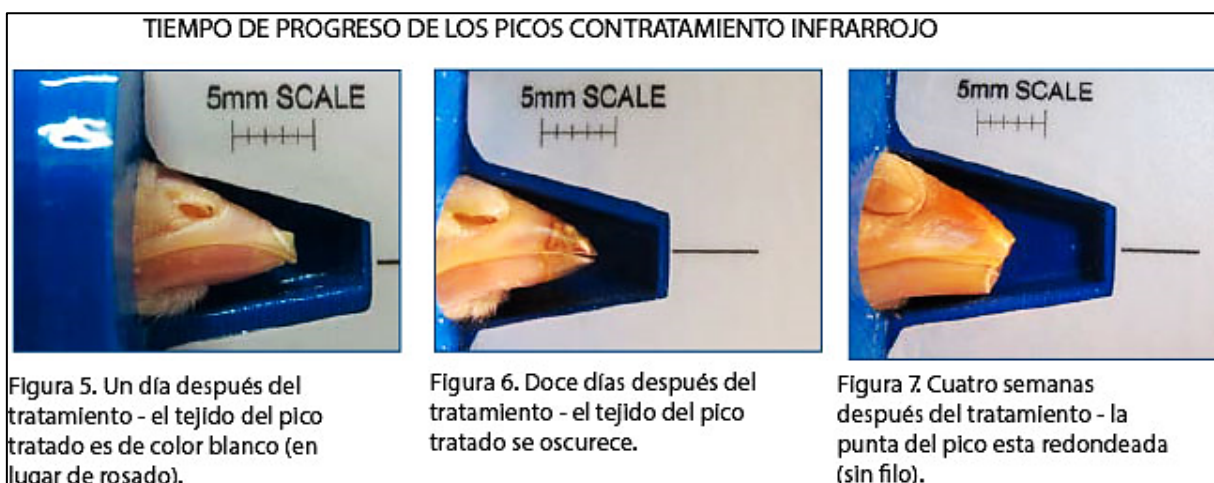 TIEMPO DE PROGRESO DE LOS PICOS CONTRATAMIENTO INFRARROJO
5mm SCALE
5mm SCALE
5mm SCALE
Figura 5. Un día después del
tratamiento - el tejido del pico
tratado es de color blanco (en
lugar de rosado).
Figura 6. Doce días después del
tratamiento - el tejido del pico
tratado se oscurece.
Figura 7. Cuatro semanas
después del tratamiento - la
punta del pico esta redondeada
(sin filo).